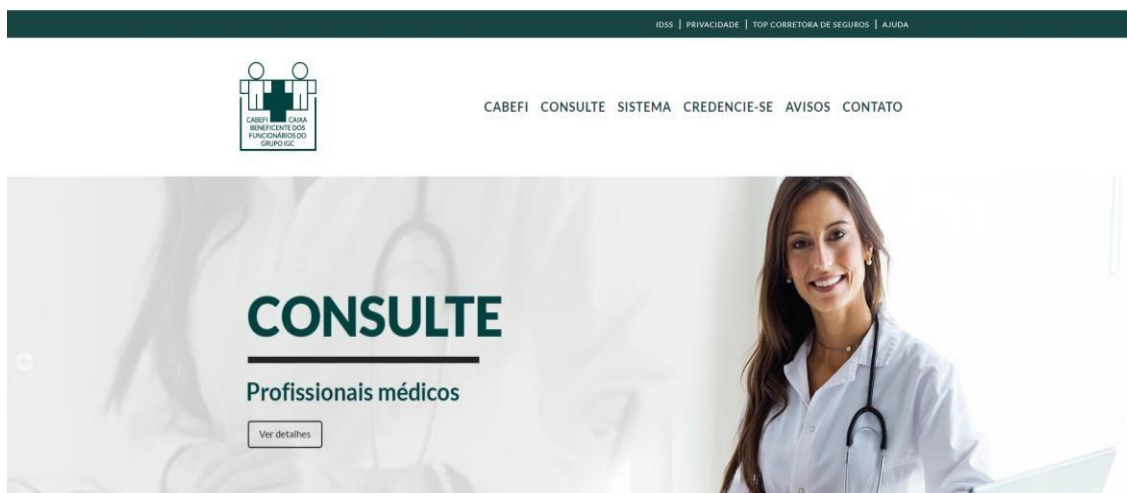 IDSS | PRIVACIDADE | TOP CORRETORA DE SEGUROS | AJUDA
CABEFI CAIXA
BENEFICENTE DOS
FUNCIONÁRIOS DO
GRUPO IGC
CABEFI CONSULTE SISTEMA CREDENCIE-SE AVISOS CONTATO
CONSULTE
Profissionais médicos
Ver detalhes